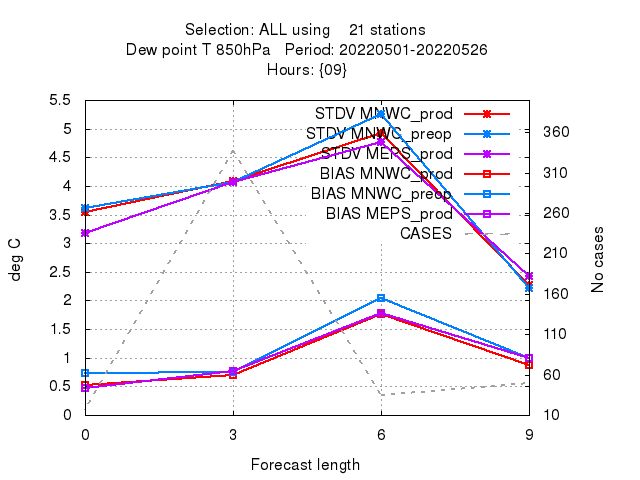 Selection: ALL using    21 stations
Dew point T 850hPa   Period: 20220501-20220526
Hours: {09}
5.5
5
4.5
4
3.5
3
2.5
2
1.5
1
0.5
0
deg C
STDV MNWC_prod
STDV MNWC_preop
STDV MEPS_prod
BIAS MNWC_prod
BIAS MNWC_preop
BIAS MEPS_prod
CASES
360
310
260
210
160
110
60
10
No cases
0
3
6
9
Forecast length